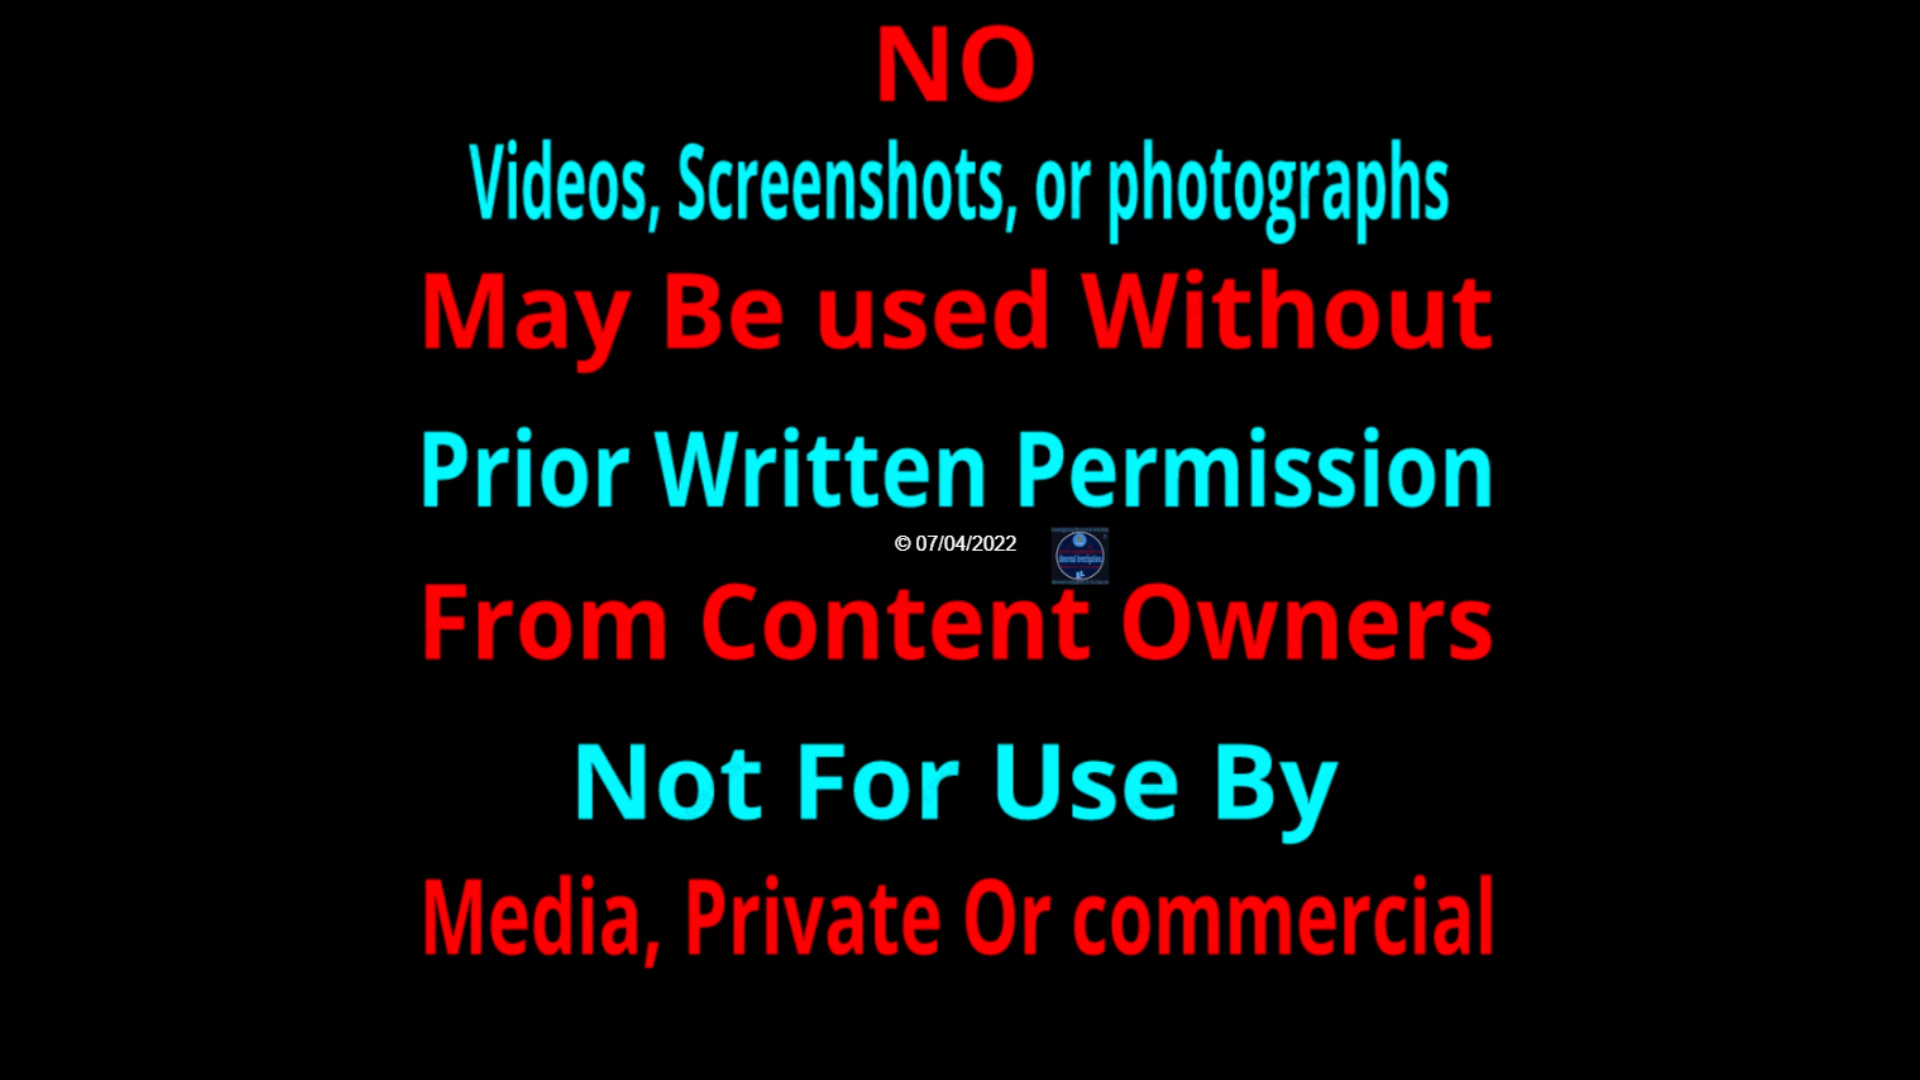 NO
Videos, Screenshots, or photographs
May Be used Without
Prior Written Permission
© 07/04/2022
From Content Owners
Not For Use By
Media, Private Or commercial